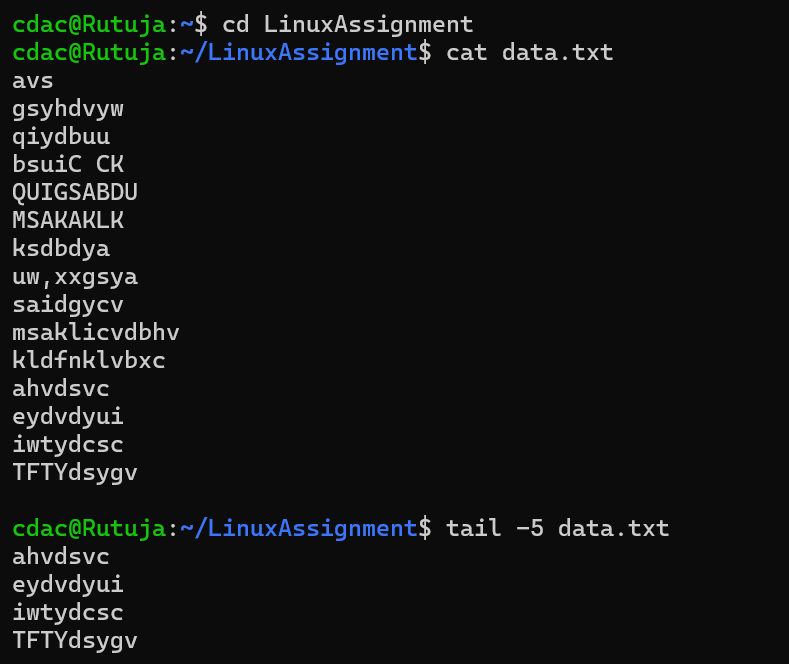 cdac@Rutuja:~$ cd LinuxAssignment
cdac@Rutuja:~/LinuxAssignment$ cat data.txt
avs
gsyhdvyw
qiydbuu
bsuiC CK
QUIGSABDU
MSAKAKLK
ksdbdya
uw,xxgsya
saidgycv
msaklicvdbhv
kldfnklvbxc
ahvdsvc
eydvdyui
iwtydcsc
TFTYdsygv

cdac@Rutuja:~/LinuxAssignment$ tail -5 data.txt
ahvdsvc
eydvdyui
iwtydcsc
TFTYdsygv